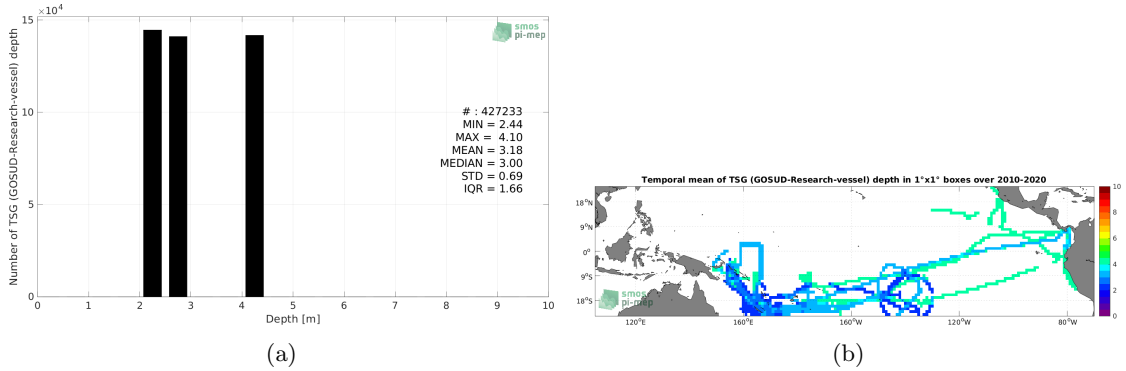 ×10⁴
15
10
5
0
Number of TSG (GOSUD-Research-vessel) depth
0 1 2 3 4 5 6 7 8 9 10
Depth [m]
smos
pi-mep
# : 427233
MIN = 2.44
MAX = 4.10
MEAN = 3.18
MEDIAN = 3.00
STD = 0.69
IQR = 1.66
(a)
Temporal mean of TSG (GOSUD-Research-vessel) depth in 1°x1° boxes over 2010-2020
18°N
9°N
0°
9°S
18°S
120°E 160°E 160°W 120°W 80°W
smos
pi-mep
10
8
6
4
2
0
(b)